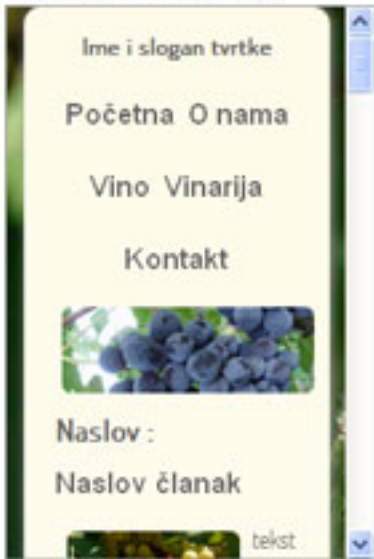 Ime i slogan tvrtke
Početna O nama
Vino Vinarija
Kontakt
Naslov :
Naslov članak
tekst